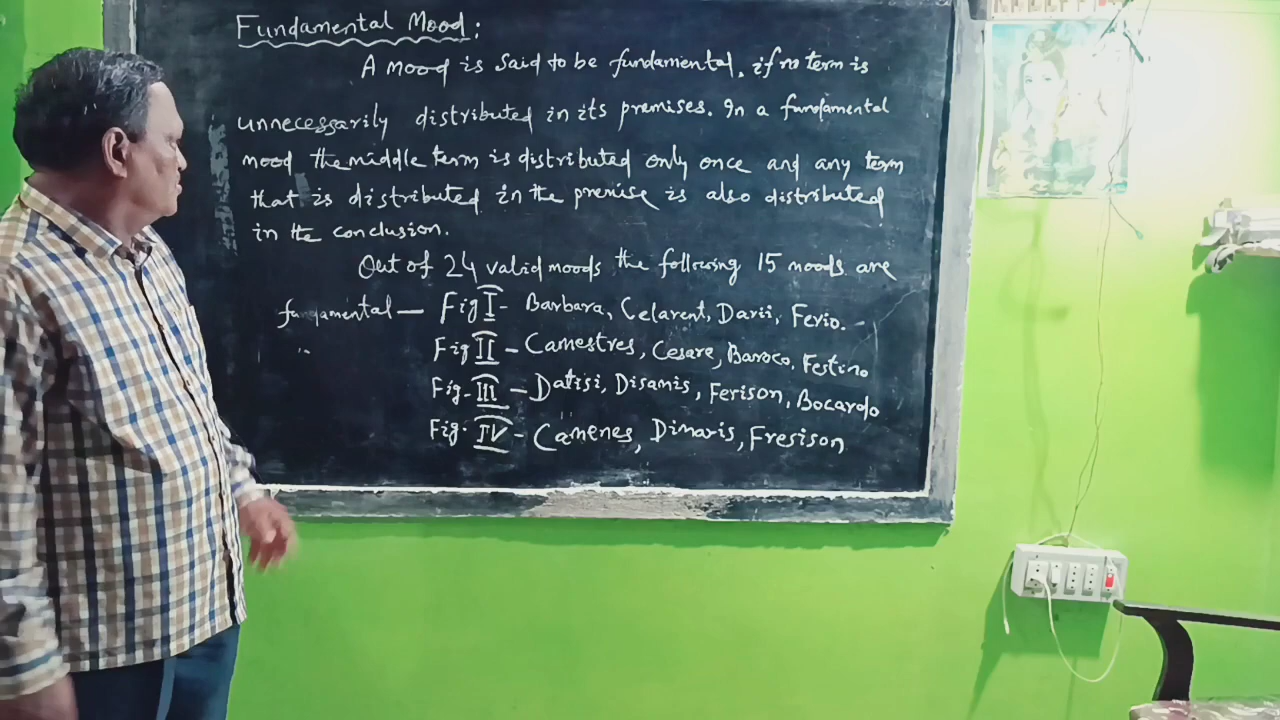 Fundamental Mood:
A mood is said to be fundamental, if no term is
unnecessarily distributed in its premises. In a fundamental
mood the middle term is distributed only once and any term
that is distributed in the premise is also distributed
in the conclusion.
Out of 24 valid moods the following 15 moods are
fundamental — Fig I - Barbara, Celarent, Darii, Ferio.
Fig II - Camestres, Cesare, Baroco, Festino
Fig. III - Datisi, Disamis, Ferison, Bocardo
Fig. IV - Camenes, Dimaris, Fresison